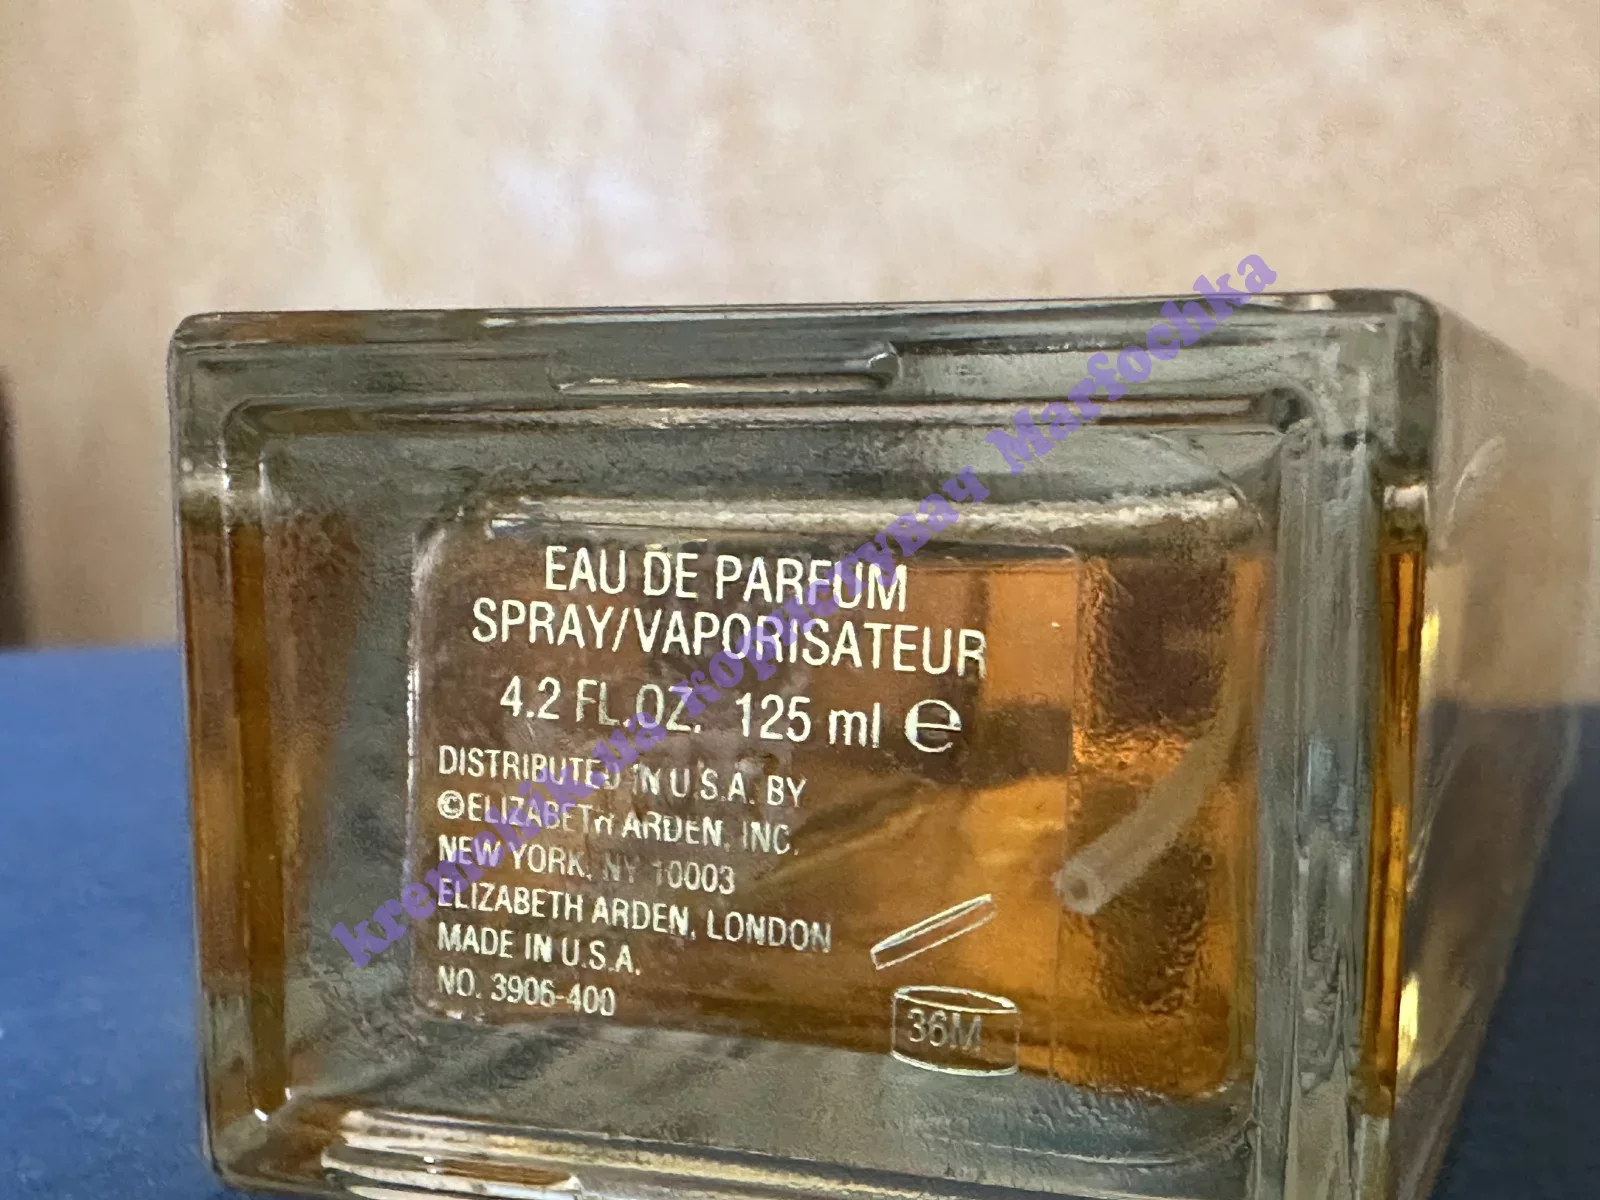 EAU DE PARFUM
SPRAY/VAPORISATEUR
4.2 FL.OZ. 125 ml ℮
DISTRIBUTED IN U.S.A. BY
©ELIZABETH ARDEN, INC.
NEW YORK, NY 10003
ELIZABETH ARDEN, LONDON
MADE IN U.S.A.
NO. 3906-400
36M
Marfochka